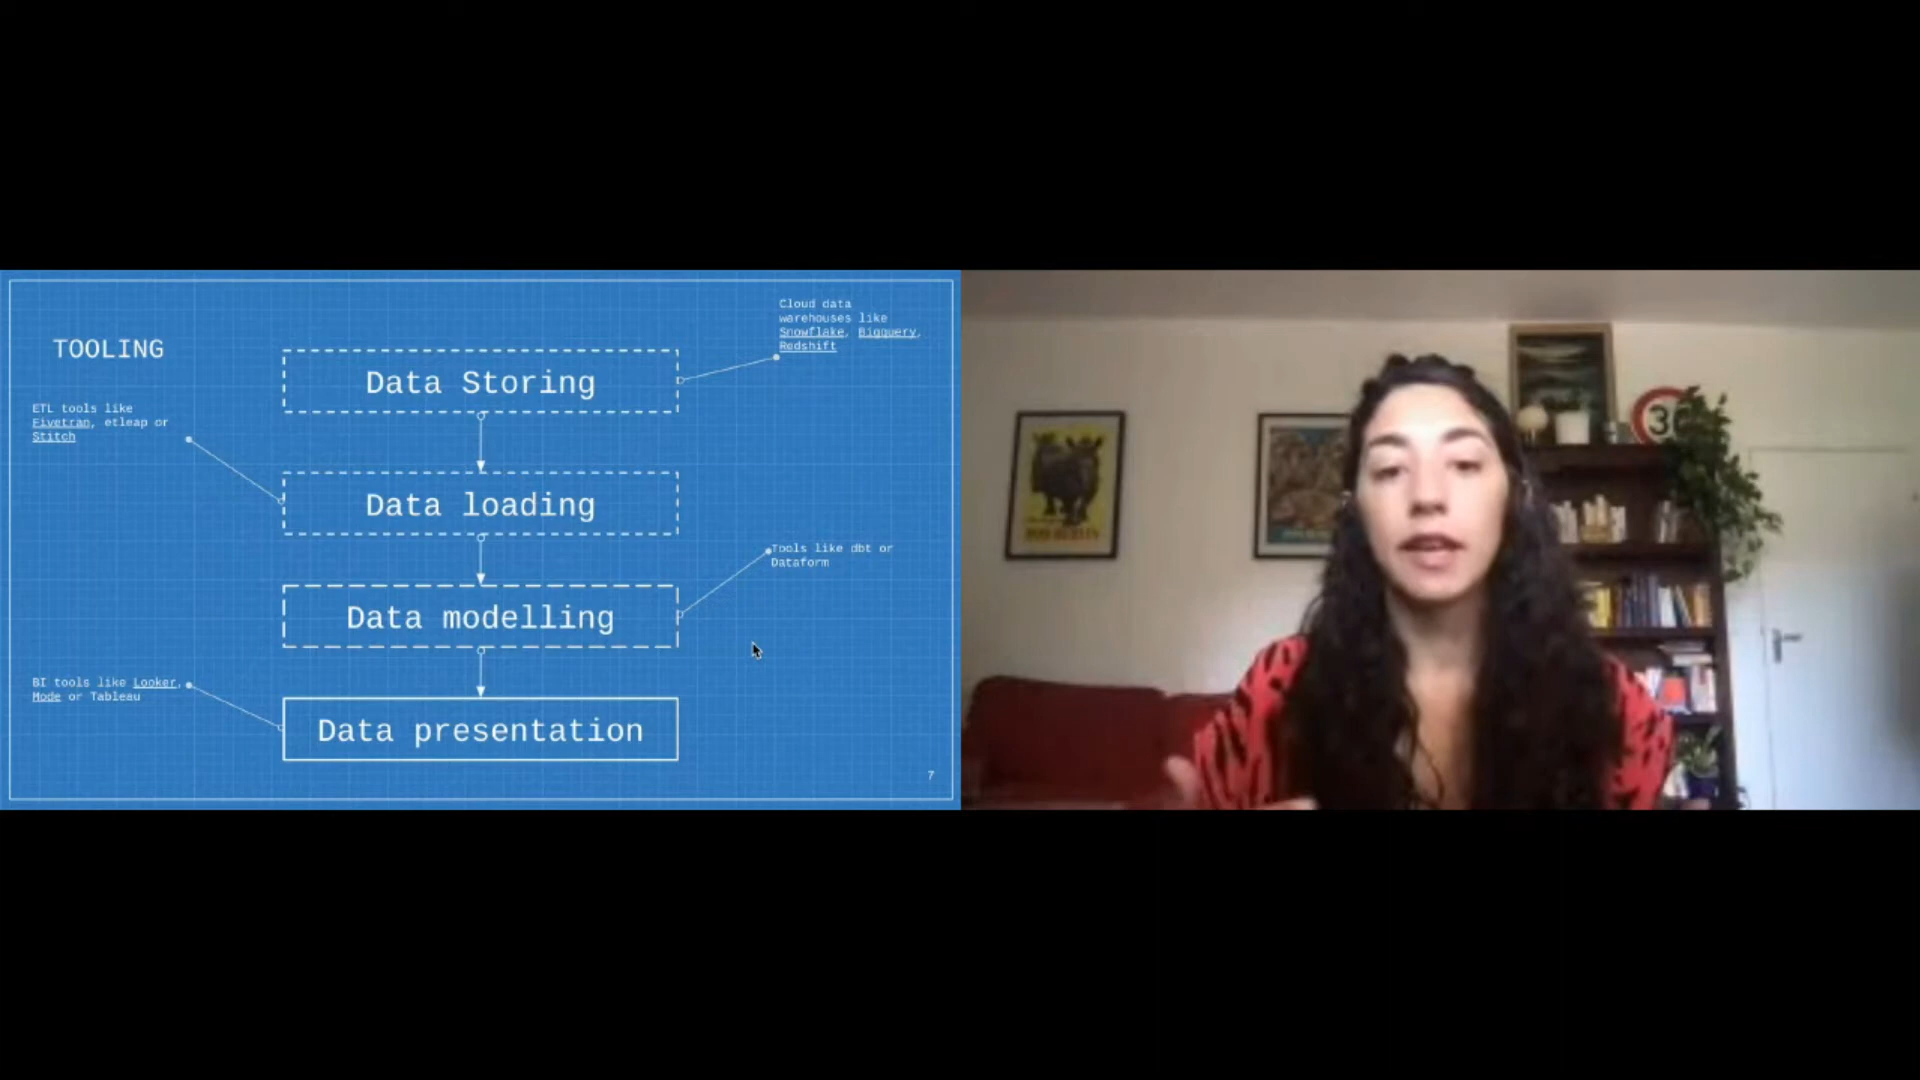 TOOLING
Cloud data
warehouses like
Snowflake, Bigquery,
Redshift
Data Storing
ETL tools like
Fivetran, etleap or
Stitch
Data loading
Tools like dbt or
Dataform
Data modelling
BI tools like Looker,
Mode or Tableau
Data presentation
7
30